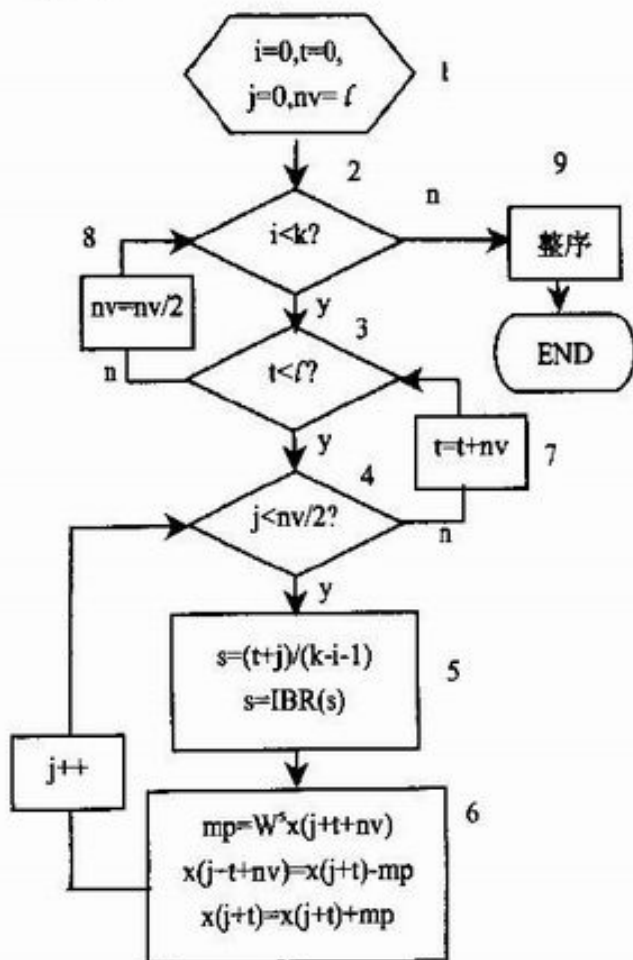 i=0,t=0,
j=0,nv= ℓ
1
2
i<k?
n
9
整序
END
8
nv=nv/2
y
3
t<ℓ?
n
y
t=t+nv
7
4
j<nv/2?
n
y
s=(t+j)/(k-i-1)
s=IBR(s)
5
j++
6
mp=Wˢx(j+t+nv)
x(j-t+nv)=x(j+t)-mp
x(j+t)=x(j+t)+mp